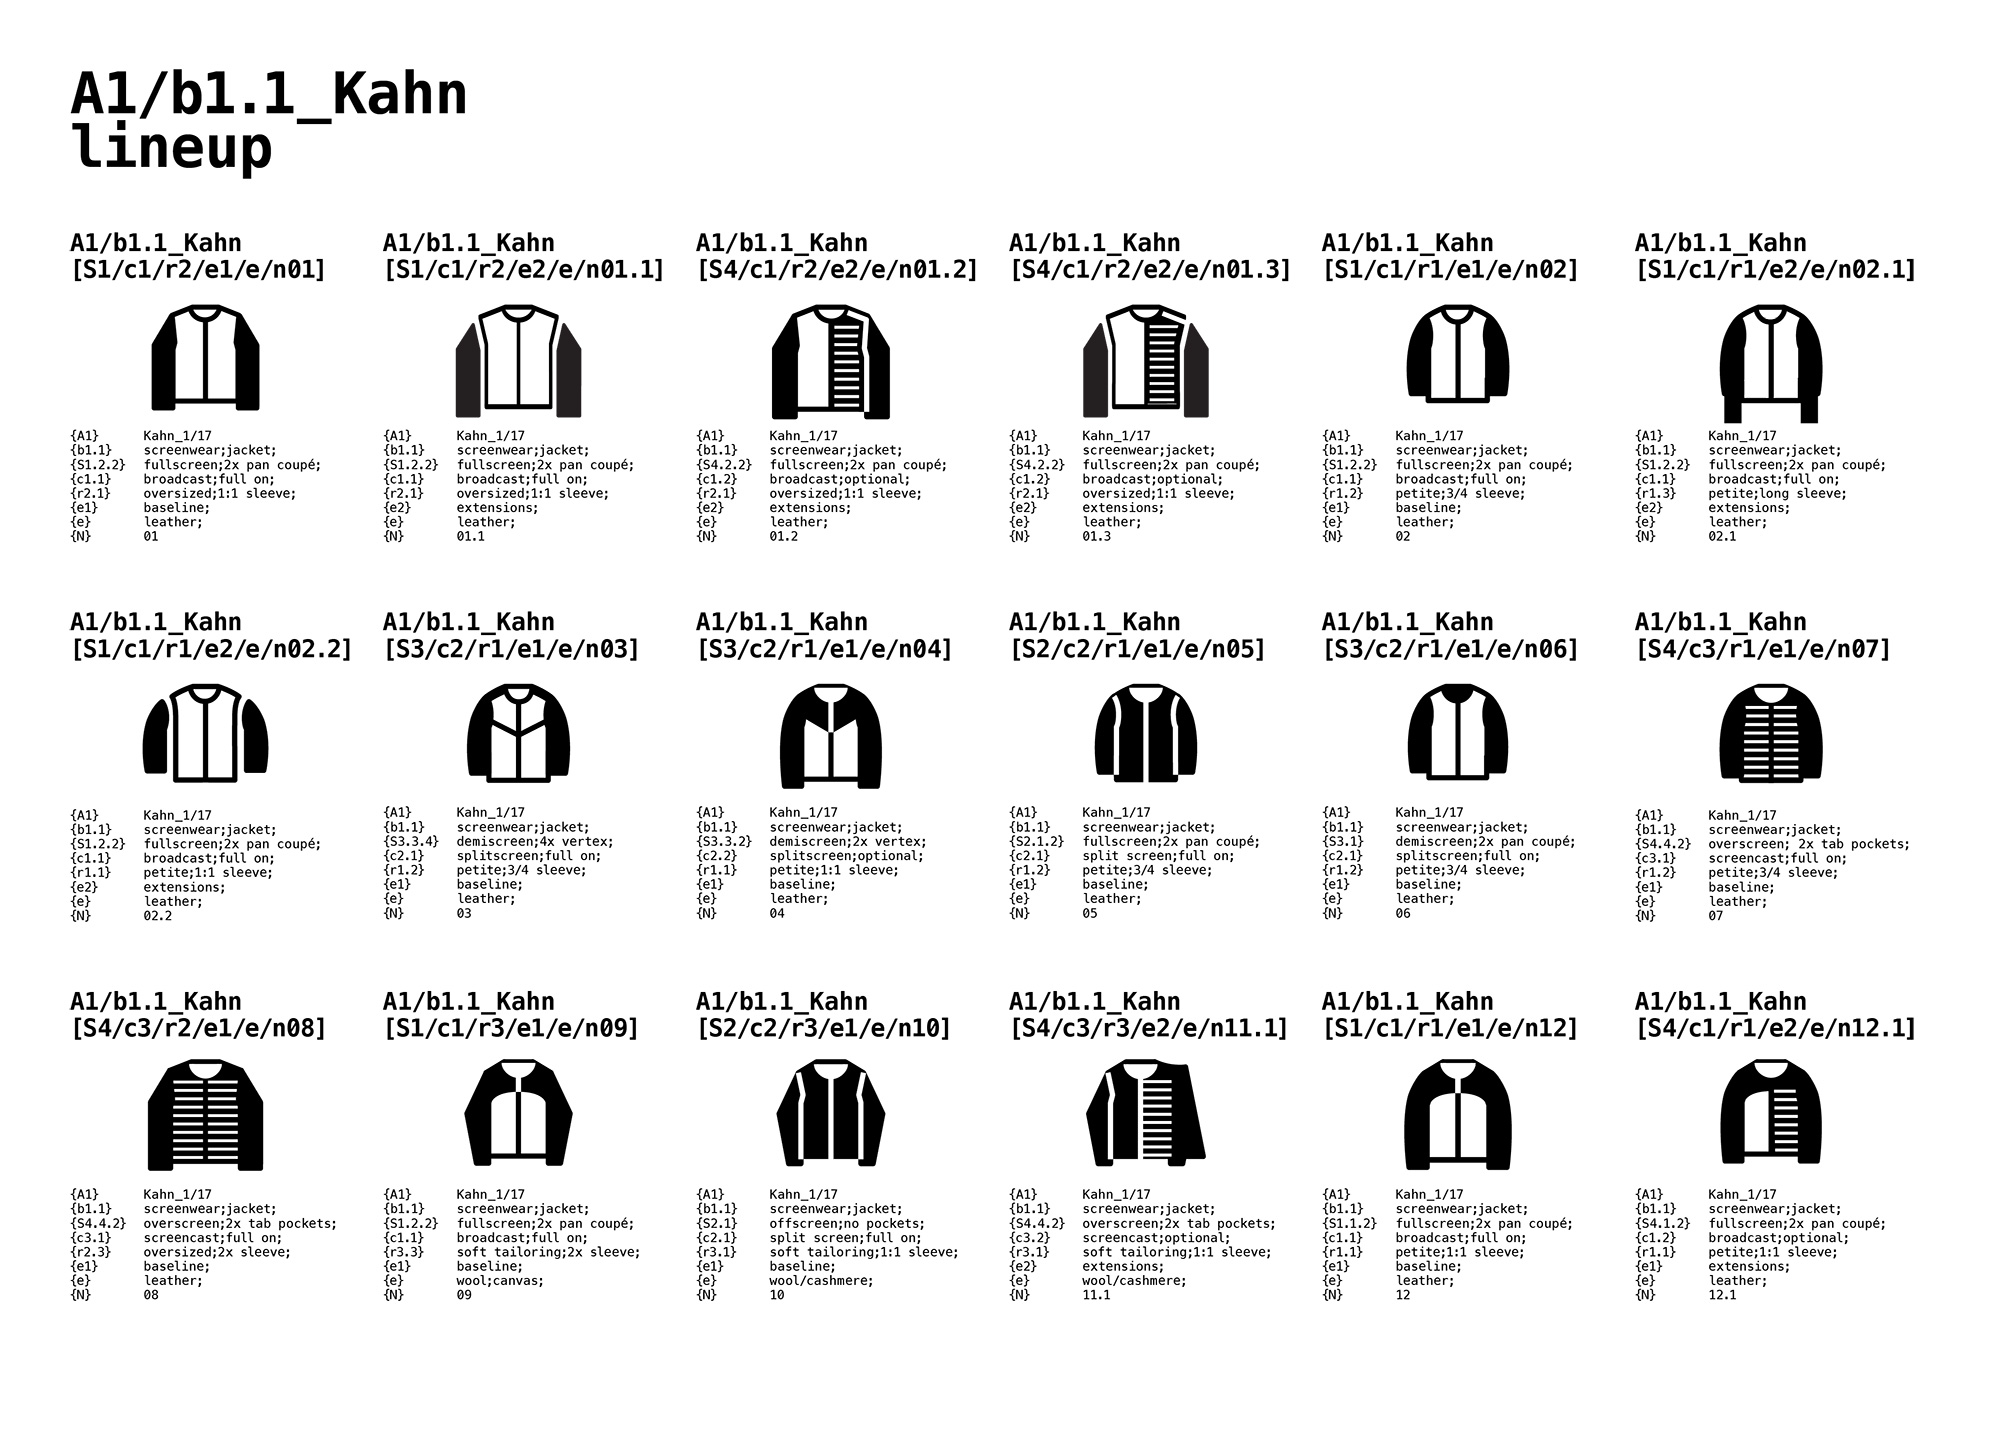 A1/b1.1_Kahn
lineup
A1/b1.1_Kahn
[S1/c1/r2/e1/e/n01]
{A1} Kahn_1/17
{b1.1} screenwear;jacket;
{S1.2.2} fullscreen;2x pan coupé;
{c1.1} broadcast;full on;
{r2.1} oversized;1:1 sleeve;
{e1} baseline;
{e} leather;
{N} 01
A1/b1.1_Kahn
[S1/c1/r2/e2/e/n01.1]
{A1} Kahn_1/17
{b1.1} screenwear;jacket;
{S1.2.2} fullscreen;2x pan coupé;
{c1.1} broadcast;full on;
{r2.1} oversized;1:1 sleeve;
{e2} extensions;
{e} leather;
{N} 01.1
A1/b1.1_Kahn
[S4/c1/r2/e2/e/n01.2]
{A1} Kahn_1/17
{b1.1} screenwear;jacket;
{S4.2.2} fullscreen;2x pan coupé;
{c1.2} broadcast;optional;
{r2.1} oversized;1:1 sleeve;
{e2} extensions;
{e} leather;
{N} 01.2
A1/b1.1_Kahn
[S4/c1/r2/e2/e/n01.3]
{A1} Kahn_1/17
{b1.1} screenwear;jacket;
{S4.2.2} fullscreen;2x pan coupé;
{c1.2} broadcast;optional;
{r2.1} oversized;1:1 sleeve;
{e2} extensions;
{e} leather;
{N} 01.3
A1/b1.1_Kahn
[S1/c1/r1/e1/e/n02]
{A1} Kahn_1/17
{b1.1} screenwear;jacket;
{S1.2.2} fullscreen;2x pan coupé;
{c1.1} broadcast;full on;
{r1.2} petite;3/4 sleeve;
{e1} baseline;
{e} leather;
{N} 02
A1/b1.1_Kahn
[S1/c1/r1/e2/e/n02.1]
{A1} Kahn_1/17
{b1.1} screenwear;jacket;
{S1.2.2} fullscreen;2x pan coupé;
{c1.1} broadcast;full on;
{r1.3} petite;long sleeve;
{e2} extensions;
{e} leather;
{N} 02.1
A1/b1.1_Kahn
[S1/c1/r1/e2/e/n02.2]
{A1} Kahn_1/17
{b1.1} screenwear;jacket;
{S1.2.2} fullscreen;2x pan coupé;
{c1.1} broadcast;full on;
{r1.1} petite;1:1 sleeve;
{e2} extensions;
{e} leather;
{N} 02.2
A1/b1.1_Kahn
[S3/c2/r1/e1/e/n03]
{A1} Kahn_1/17
{b1.1} screenwear;jacket;
{S3.3.4} demiscreen;4x vertex;
{c2.1} splitscreen;full on;
{r1.2} petite;3/4 sleeve;
{e1} baseline;
{e} leather;
{N} 03
A1/b1.1_Kahn
[S3/c2/r1/e1/e/n04]
{A1} Kahn_1/17
{b1.1} screenwear;jacket;
{S3.3.2} demiscreen;2x vertex;
{c2.2} splitscreen;optional;
{r1.1} petite;1:1 sleeve;
{e1} baseline;
{e} leather;
{N} 04
A1/b1.1_Kahn
[S2/c2/r1/e1/e/n05]
{A1} Kahn_1/17
{b1.1} screenwear;jacket;
{S2.1.2} fullscreen;2x pan coupé;
{c2.1} split screen;full on;
{r1.2} petite;3/4 sleeve;
{e1} baseline;
{e} leather;
{N} 05
A1/b1.1_Kahn
[S3/c2/r1/e1/e/n06]
{A1} Kahn_1/17
{b1.1} screenwear;jacket;
{S3.1} demiscreen;2x pan coupé;
{c2.1} splitscreen;full on;
{r1.2} petite;3/4 sleeve;
{e1} baseline;
{e} leather;
{N} 06
A1/b1.1_Kahn
[S4/c3/r1/e1/e/n07]
{A1} Kahn_1/17
{b1.1} screenwear;jacket;
{S4.4.2} overscreen; 2x tab pockets;
{c3.1} screencast;full on;
{r1.2} petite;3/4 sleeve;
{e1} baseline;
{e} leather;
{N} 07
A1/b1.1_Kahn
[S4/c3/r2/e1/e/n08]
{A1} Kahn_1/17
{b1.1} screenwear;jacket;
{S4.4.2} overscreen;2x tab pockets;
{c3.1} screencast;full on;
{r2.3} oversized;2x sleeve;
{e1} baseline;
{e} leather;
{N} 08
A1/b1.1_Kahn
[S1/c1/r3/e1/e/n09]
{A1} Kahn_1/17
{b1.1} screenwear;jacket;
{S1.2.2} fullscreen;2x pan coupé;
{c1.1} broadcast;full on;
{r3.3} soft tailoring;2x sleeve;
{e1} baseline;
{e} wool;canvas;
{N} 09
A1/b1.1_Kahn
[S2/c2/r3/e1/e/n10]
{A1} Kahn_1/17
{b1.1} screenwear;jacket;
{S2.1} offscreen;no pockets;
{c2.1} split screen;full on;
{r3.1} soft tailoring;1:1 sleeve;
{e1} baseline;
{e} wool/cashmere;
{N} 10
A1/b1.1_Kahn
[S4/c3/r3/e2/e/n11.1]
{A1} Kahn_1/17
{b1.1} screenwear;jacket;
{S4.4.2} overscreen;2x tab pockets;
{c3.2} screencast;optional;
{r3.1} soft tailoring;1:1 sleeve;
{e2} extensions;
{e} wool/cashmere;
{N} 11.1
A1/b1.1_Kahn
[S1/c1/r1/e1/e/n12]
{A1} Kahn_1/17
{b1.1} screenwear;jacket;
{S1.1.2} fullscreen;2x pan coupé;
{c1.1} broadcast;full on;
{r1.1} petite;1:1 sleeve;
{e1} baseline;
{e} leather;
{N} 12
A1/b1.1_Kahn
[S4/c1/r1/e2/e/n12.1]
{A1} Kahn_1/17
{b1.1} screenwear;jacket;
{S4.1.2} fullscreen;2x pan coupé;
{c1.2} broadcast;optional;
{r1.1} petite;1:1 sleeve;
{e1} extensions;
{e} leather;
{N} 12.1